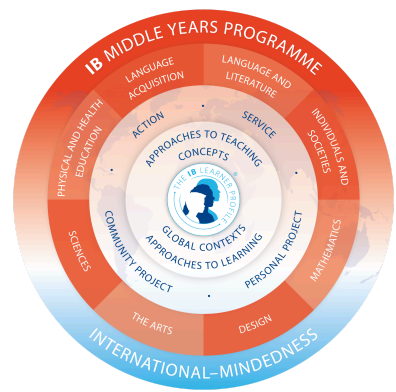 IB MIDDLE YEARS PROGRAMME
LANGUAGE
ACQUISITION
LANGUAGE AND
LITERATURE
PHYSICAL AND HEALTH
EDUCATION
INDIVIDUALS AND
SOCIETIES
SCIENCES
MATHEMATICS
THE ARTS
DESIGN
ACTION
SERVICE
COMMUNITY PROJECT
PERSONAL PROJECT
APPROACHES TO TEACHING
CONCEPTS
THE IB LEARNER PROFILE
GLOBAL CONTEXTS
APPROACHES TO LEARNING
INTERNATIONAL–MINDEDNESS